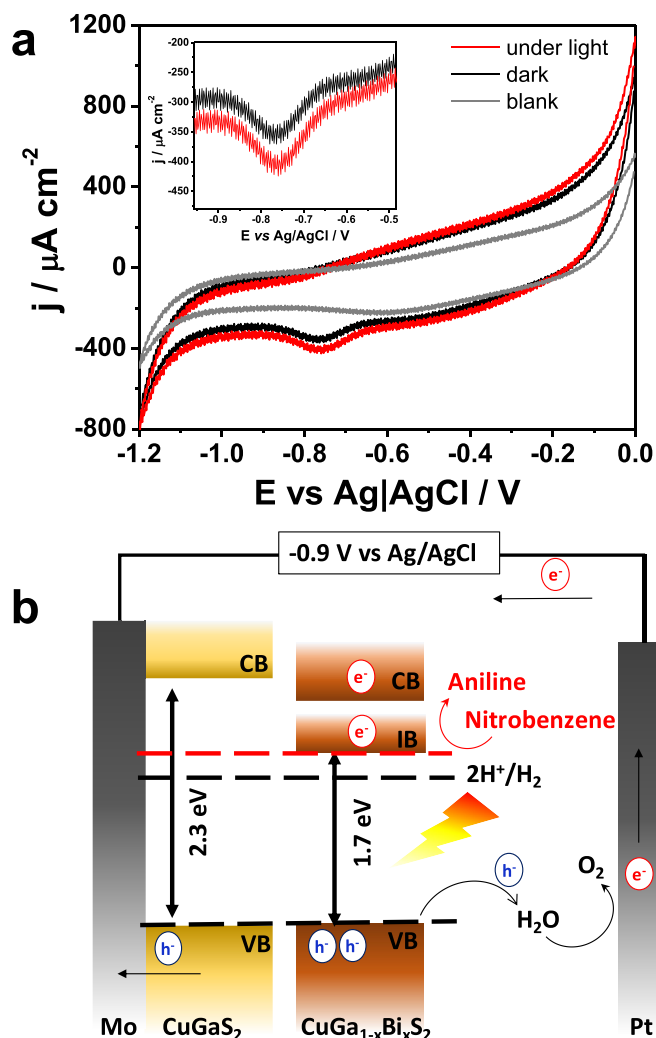 a
1200
800
400
0
-400
-800
j / μA cm-2
-1.2 -1.0 -0.8 -0.6 -0.4 -0.2 0.0
E vs Ag|AgCl / V
under light
dark
blank
-200
-250
-300
-350
-400
-450
j / μA cm-2
-0.9 -0.8 -0.7 -0.6 -0.5
E vs Ag/AgCl / V
b
-0.9 V vs Ag/AgCl
e-
CB
CB
e-
Aniline
Nitrobenzene
IB
e-
2H+/H2
2.3 eV
1.7 eV
h-
O2
e-
H2O
VB
VB
h-
h- h-
Mo CuGaS2 CuGa1-xBixS2 Pt